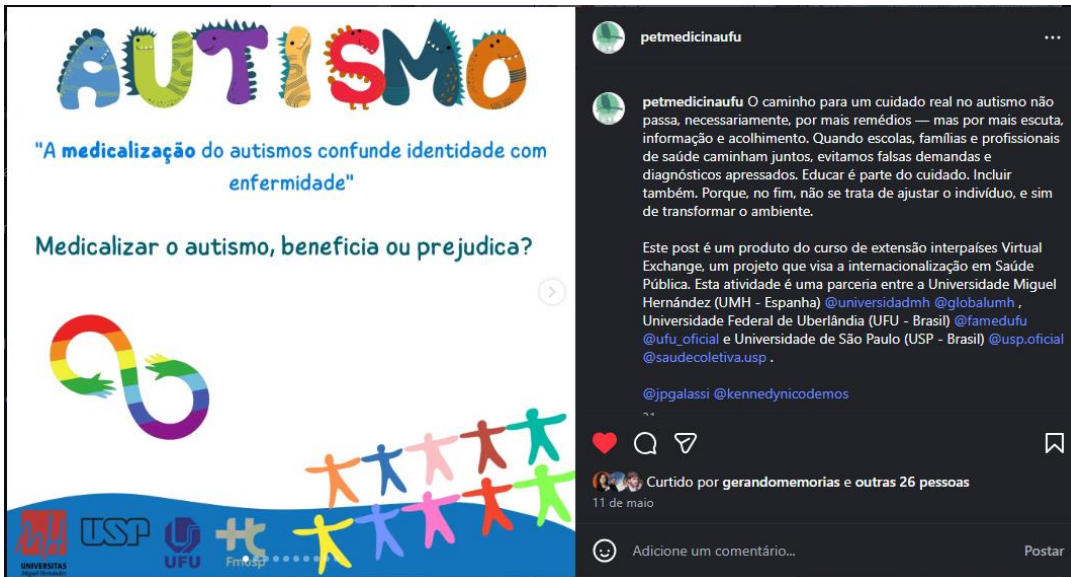 AUTISMO
"A medicalização do autismos confunde identidade com
enfermidade"
Medicalizar o autismo, beneficia ou prejudica?
UNIVERSITAS
Miguel Hernández
USP
UFU
Fmusp
petmedicinaufu
petmedicinaufu O caminho para um cuidado real no autismo não
passa, necessariamente, por mais remédios — mas por mais escuta,
informação e acolhimento. Quando escolas, famílias e profissionais
de saúde caminham juntos, evitamos falsas demandas e
diagnósticos apressados. Educar é parte do cuidado. Incluir
também. Porque, no fim, não se trata de ajustar o indivíduo, e sim
de transformar o ambiente.
Este post é um produto do curso de extensão interpaíses Virtual
Exchange, um projeto que visa a internacionalização em Saúde
Pública. Esta atividade é uma parceria entre a Universidade Miguel
Hernández (UMH - Espanha) @universidadmh @globalumh ,
Universidade Federal de Uberlândia (UFU - Brasil) @famedufu
@ufu_oficial e Universidade de São Paulo (USP - Brasil) @usp.oficial
@saudecoletiva.usp .
@jpgalassi @kennedynicodemos
Curtido por gerandomemorias e outras 26 pessoas
11 de maio
Adicione um comentário...
Postar